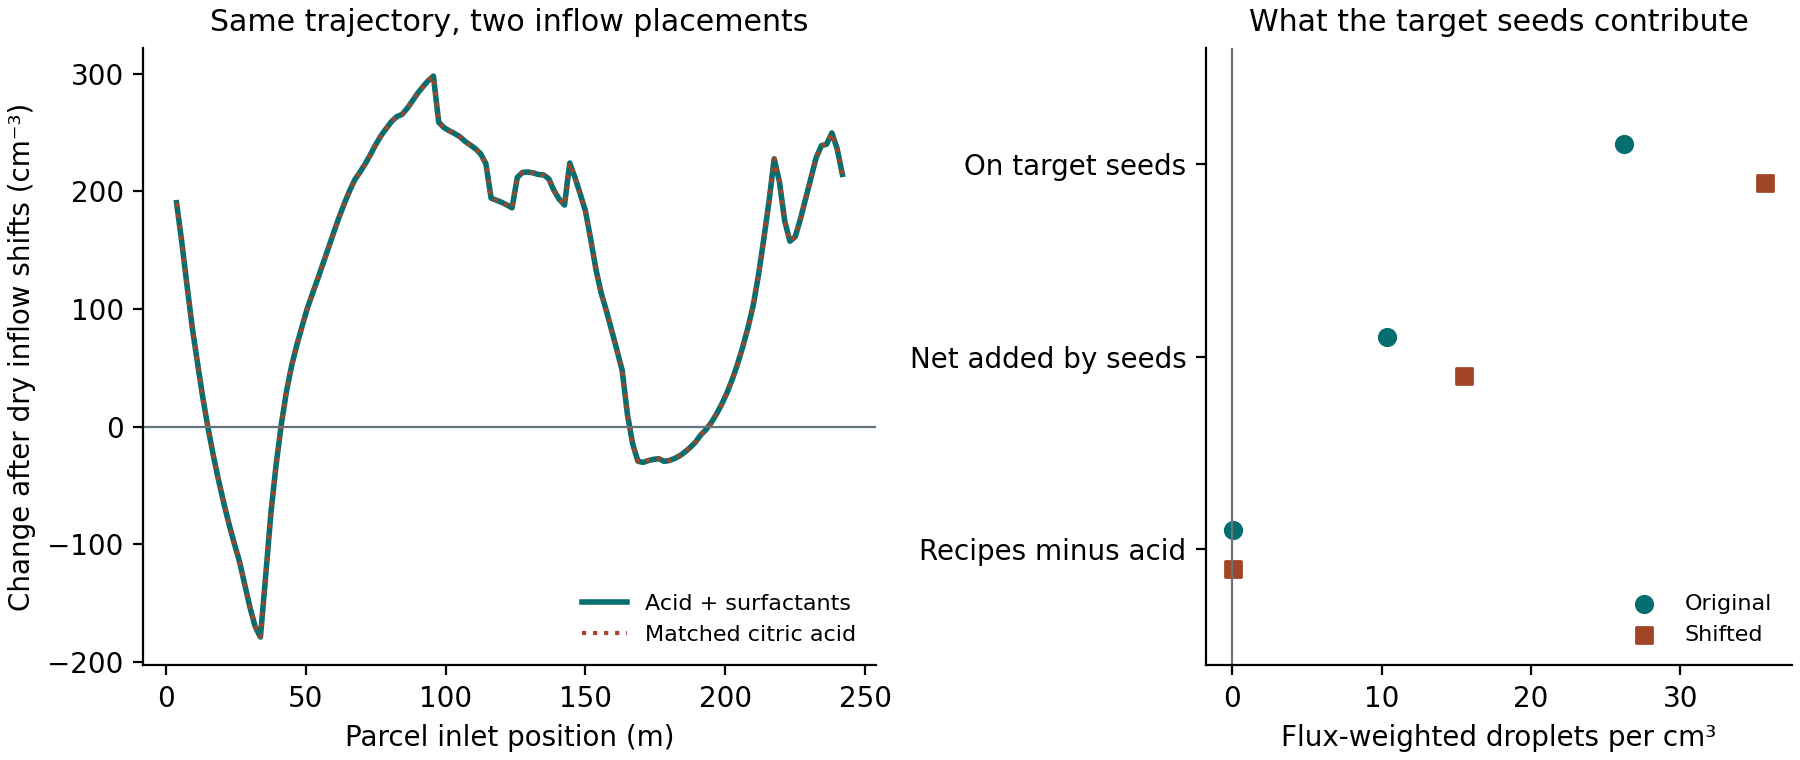 Same trajectory, two inflow placements
Change after dry inflow shifts (cm⁻³)
300
200
100
0
−100
−200
0
50
100
150
200
250
Parcel inlet position (m)
Acid + surfactants
Matched citric acid
What the target seeds contribute
On target seeds
Net added by seeds
Recipes minus acid
0
10
20
30
Flux-weighted droplets per cm³
Original
Shifted